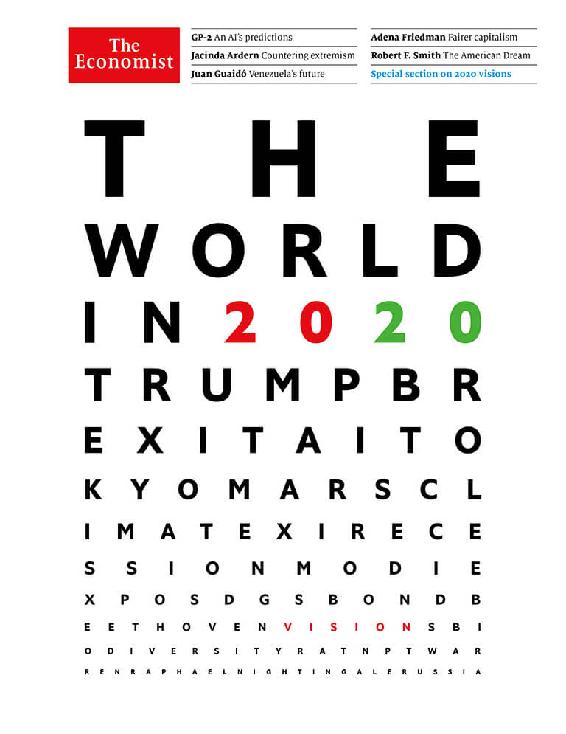 The
Economist
GP-2 An AI's predictions
Jacinda Ardern Countering extremism
Juan Guaidó Venezuela's future
Adena Friedman Fairer capitalism
Robert F. Smith The American Dream
Special section on 2020 visions
T H E
W O R L D
I N 2 0 2 0
T R U M P B R
E X I T A I T O
K Y O M A R S C L
I M A T E X I R E C E
S S I O N M O D I E
X P O S D G S B O N D B
E E T H O V E N V I S I O N S B I
O D I V E R S I T Y R A T N P T W A R
R E N R A P H A E L N I G H T I N G A L E R U S S I A